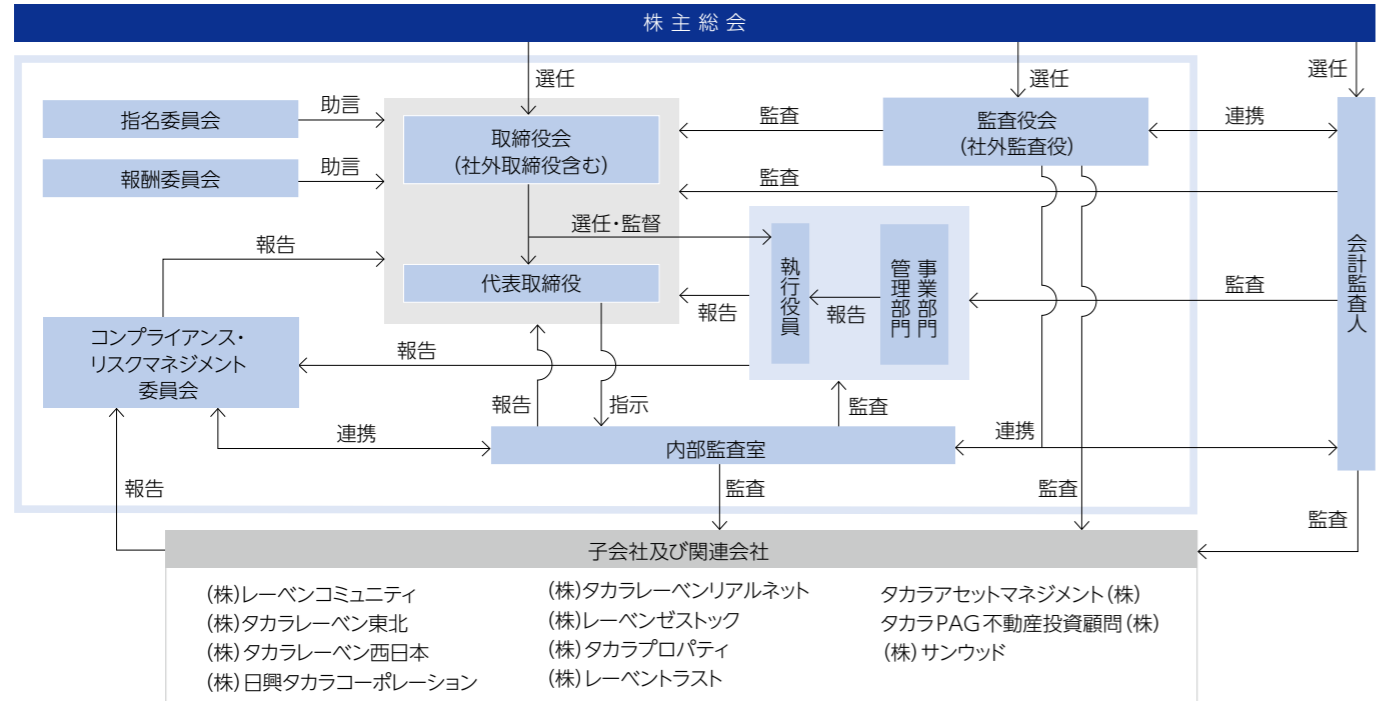 株主総会
選任
選任
選任
指名委員会
助言
報酬委員会
助言
取締役会
(社外取締役含む)
監査
監査役会
(社外監査役)
連携
監査
選任・監督
報告
代表取締役
執行役員
報告
事業部門
管理部門
報告
監査
会計監査人
コンプライアンス・
リスクマネジメント
委員会
報告
報告
指示
監査
連携
連携
内部監査室
報告
監査
監査
監査
子会社及び関連会社
(株)レーベンコミュニティ
(株)タカラレーベン東北
(株)タカラレーベン西日本
(株)日興タカラコーポレーション
(株)タカラレーベンリアルネット
(株)レーベンゼストック
(株)タカラプロパティ
(株)レーベントラスト
タカラアセットマネジメント(株)
タカラPAG不動産投資顧問(株)
(株)サンウッド